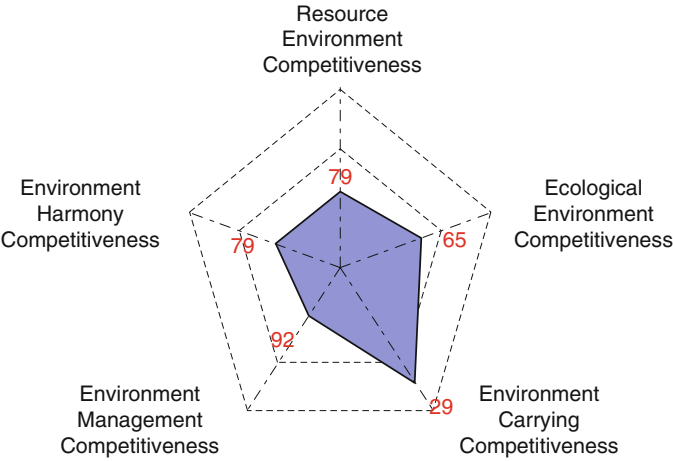 Resource
Environment
Competitiveness
79
Environment
Harmony
Competitiveness
79
Ecological
Environment
Competitiveness
65
92
Environment
Management
Competitiveness
29
Environment
Carrying
Competitiveness